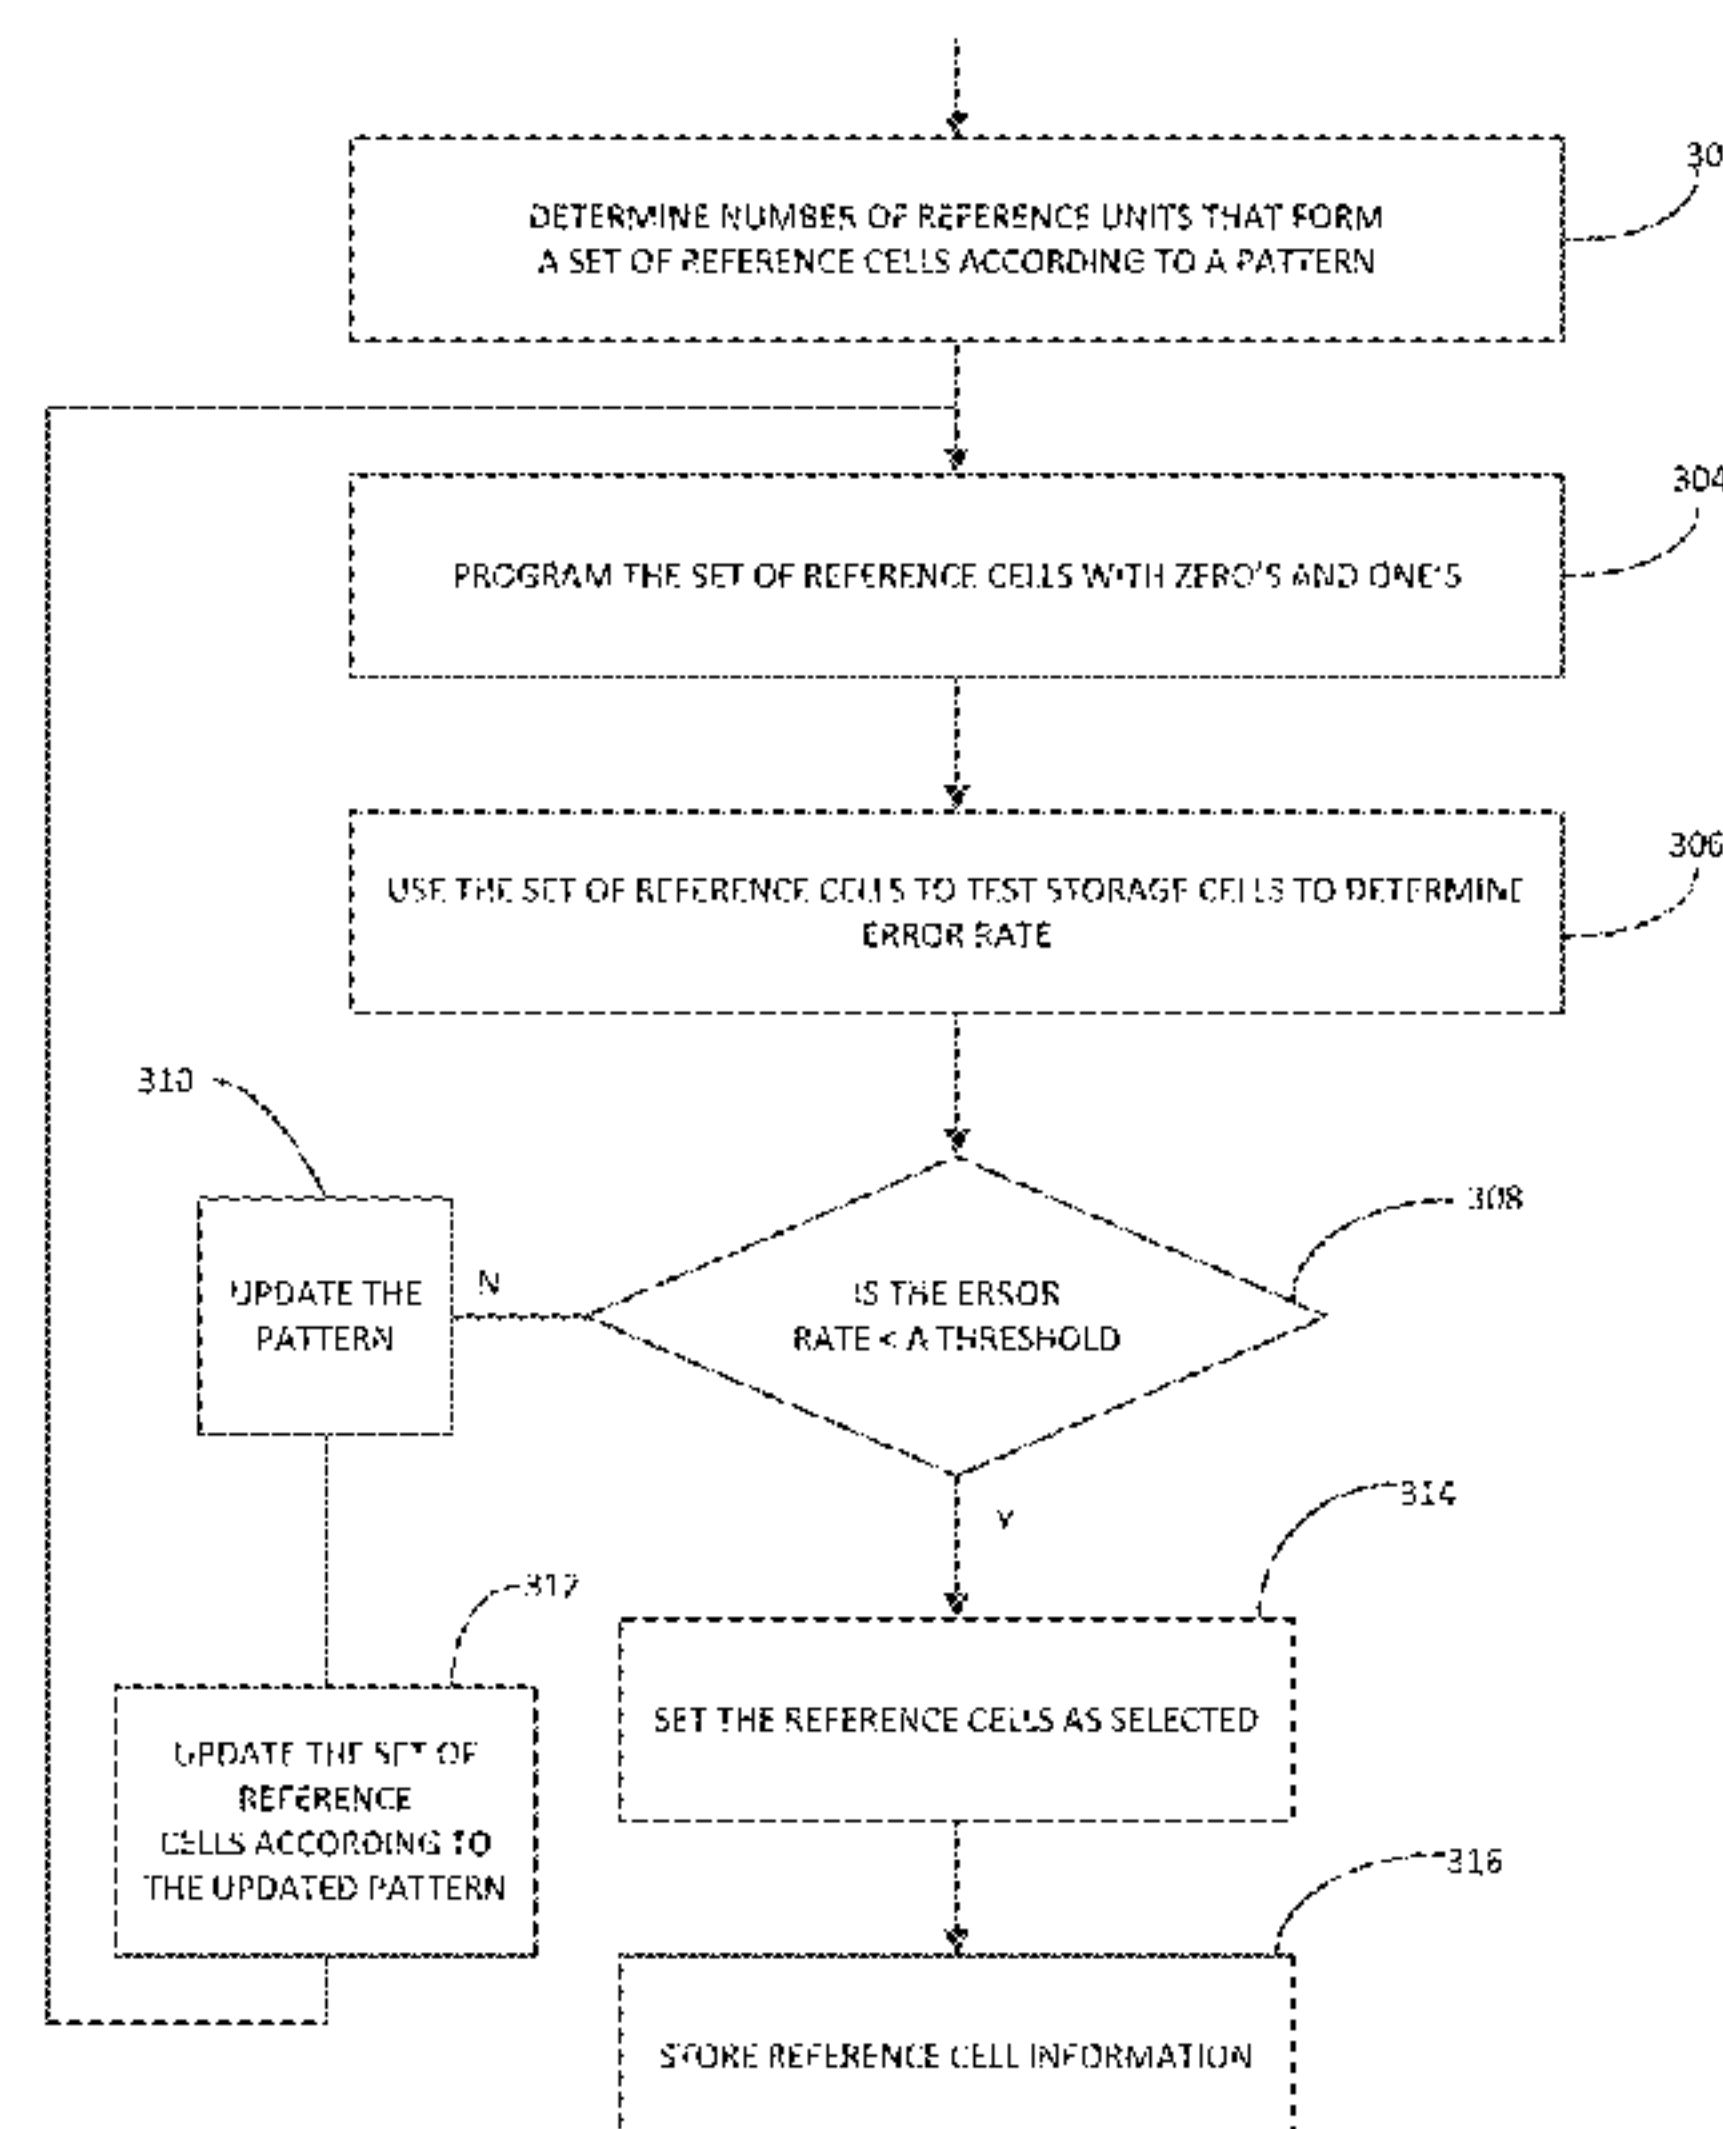 30
DETERMINE NUMBER OF REFERENCE UNITS THAT FORM
A SET OF REFERENCE CELLS ACCORDING TO A PATTERN
304
PROGRAM THE SET OF REFERENCE CELLS WITH ZERO'S AND ONE'S
306
USE THE SET OF REFERENCE CELLS TO TEST STORAGE CELLS TO DETERMINE
ERROR RATE
310
308
UPDATE THE
PATTERN
N
IS THE ERROR
RATE < A THRESHOLD
Y
314
312
SET THE REFERENCE CELLS AS SELECTED
UPDATE THE SET OF
REFERENCE
CELLS ACCORDING TO
THE UPDATED PATTERN
316
STORE REFERENCE CELL INFORMATION